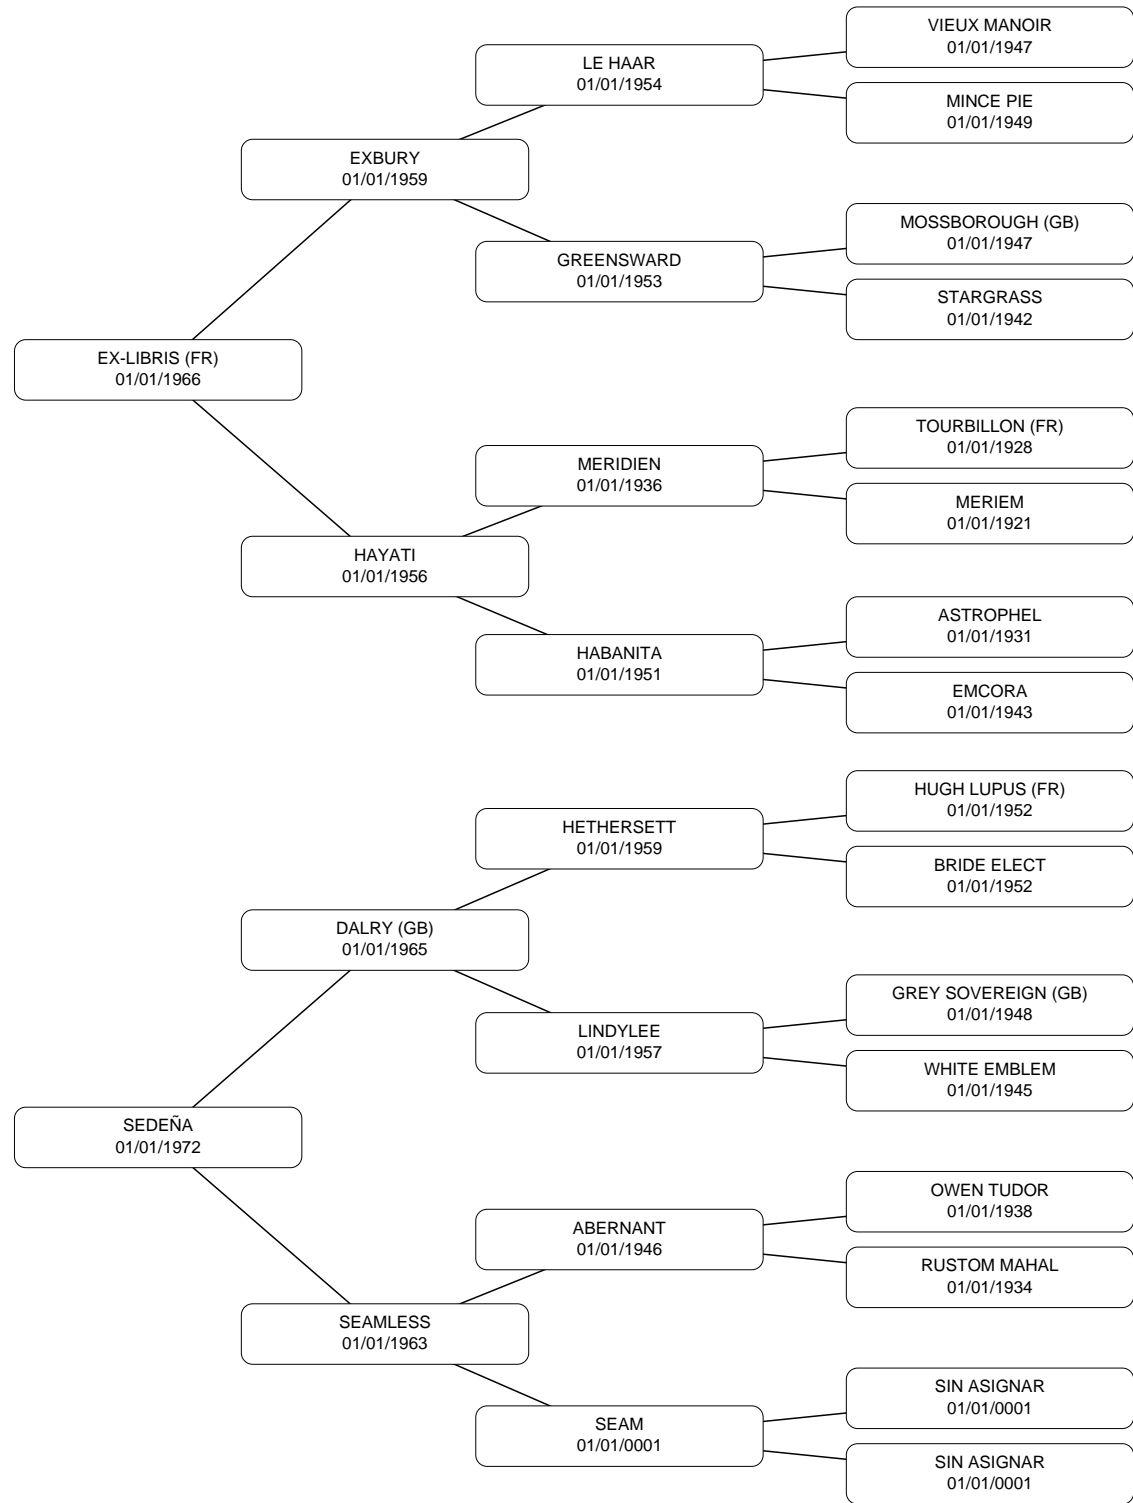 VIEUX MANOIR
01/01/1947
LE HAAR
01/01/1954
MINCE PIE
01/01/1949
EXBURY
01/01/1959
MOSSBOROUGH (GB)
01/01/1947
GREENSWARD
01/01/1953
STARGRASS
01/01/1942
EX-LIBRIS (FR)
01/01/1966
TOURBILLON (FR)
01/01/1928
MERIDIEN
01/01/1936
MERIEM
01/01/1921
HAYATI
01/01/1956
ASTROPHEL
01/01/1931
HABANITA
01/01/1951
EMCORA
01/01/1943
HUGH LUPUS (FR)
01/01/1952
HETHERSETT
01/01/1959
BRIDE ELECT
01/01/1952
DALRY (GB)
01/01/1965
GREY SOVEREIGN (GB)
01/01/1948
LINDYLEE
01/01/1957
WHITE EMBLEM
01/01/1945
SEDEÑA
01/01/1972
OWEN TUDOR
01/01/1938
ABERNANT
01/01/1946
RUSTOM MAHAL
01/01/1934
SEAMLESS
01/01/1963
SIN ASIGNAR
01/01/0001
SEAM
01/01/0001
SIN ASIGNAR
01/01/0001